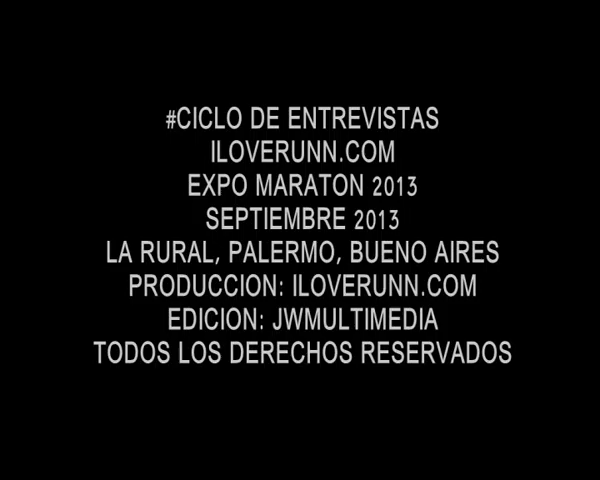 #CICLO DE ENTREVISTAS
ILOVERUNN.COM
EXPO MARATON 2013
SEPTIEMBRE 2013
LA RURAL, PALERMO, BUENO AIRES
PRODUCCION: ILOVERUNN.COM
EDICION: JWMULTIMEDIA
TODOS LOS DERECHOS RESERVADOS